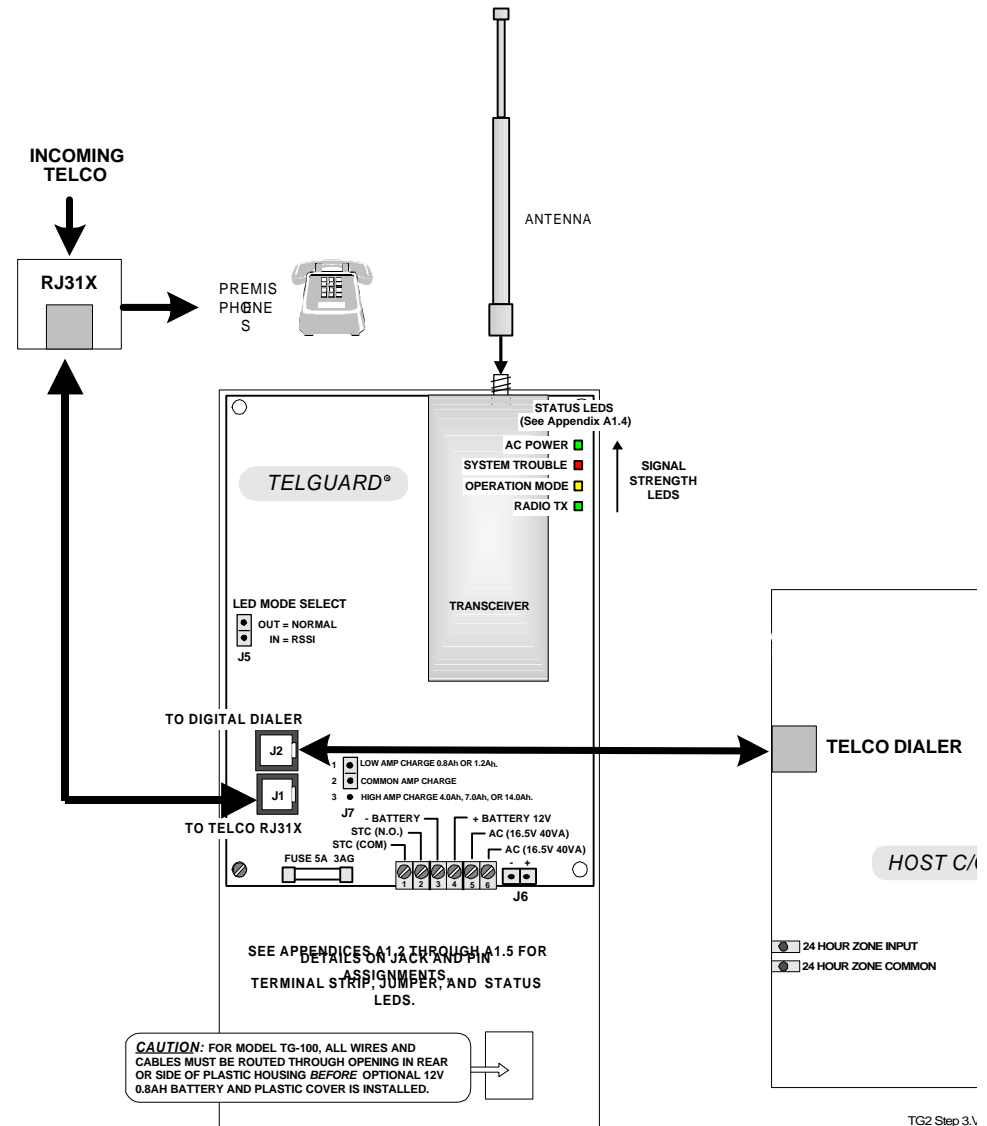 INCOMING
TELCO
ANTENNA
RJ31X
PREMIS
PHONE
S
STATUS LEDS
(See Appendix A1.4)
AC POWER
SYSTEM TROUBLE
OPERATION MODE
RADIO TX
SIGNAL
STRENGTH
LEDS
TELGUARD®
TRANSCEIVER
LED MODE SELECT
OUT = NORMAL
IN = RSSI
J5
TO DIGITAL DIALER
J2
J1
TO TELCO RJ31X
1 LOW AMP CHARGE 0.8Ah OR 1.2Ah.
2 COMMON AMP CHARGE
3 HIGH AMP CHARGE 4.0Ah, 7.0Ah, OR 14.0Ah.
J7
- BATTERY
+ BATTERY 12V
STC (N.O.)
AC (16.5V 40VA)
STC (COM)
AC (16.5V 40VA)
FUSE 5A 3AG
1 2 3 4 5 6
- +
J6
TELCO DIALER
HOST C/
24 HOUR ZONE INPUT
24 HOUR ZONE COMMON
SEE APPENDICES A1.2 THROUGH A1.5 FOR
DETAILS ON JACK AND PIN
ASSIGNMENTS,
TERMINAL STRIP, JUMPER, AND STATUS
LEDS.
CAUTION: FOR MODEL TG-100, ALL WIRES AND
CABLES MUST BE ROUTED THROUGH OPENING IN REAR
OR SIDE OF PLASTIC HOUSING BEFORE OPTIONAL 12V
0.8AH BATTERY AND PLASTIC COVER IS INSTALLED.
TG2 Step 3.V